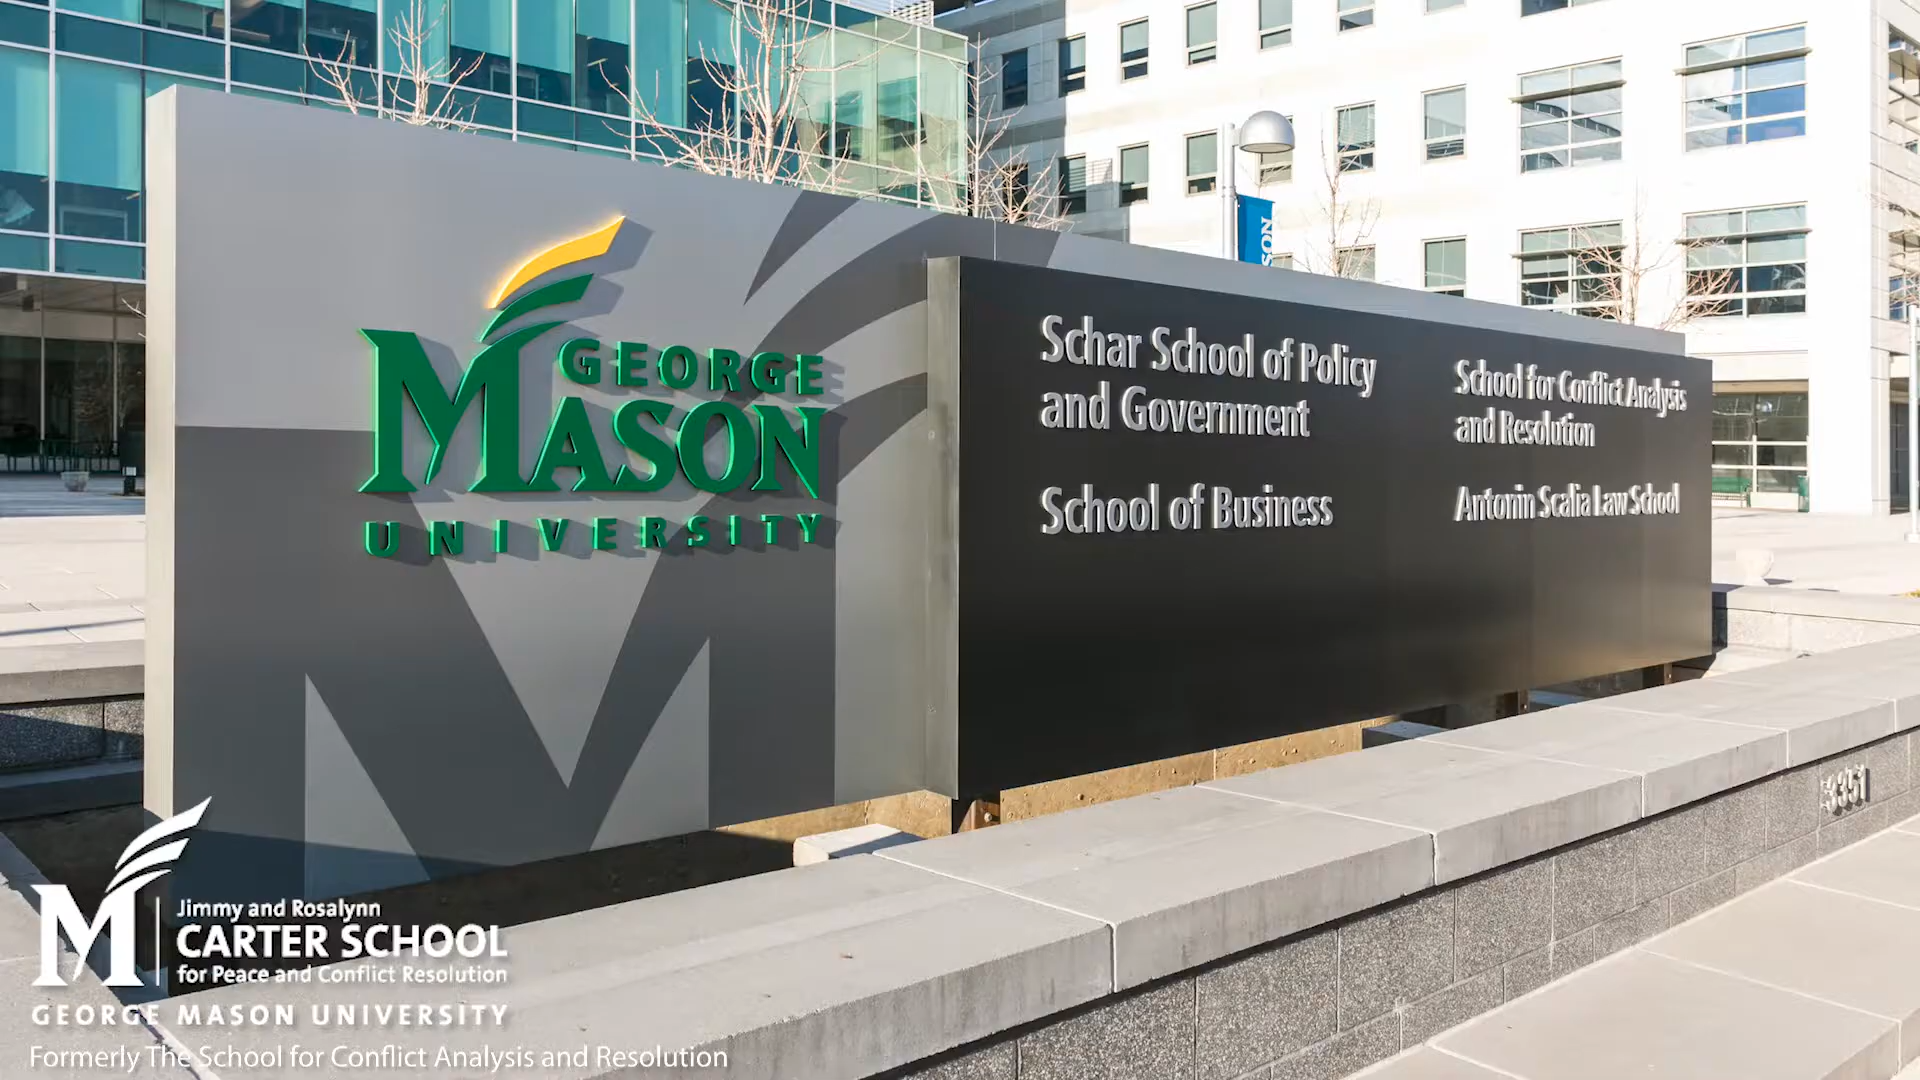 GEORGE
MASON
UNIVERSITY
Schar School of Policy
and Government
School of Business
School for Conflict Analysis
and Resolution
Antonin Scalia Law School
SON
3351
M
Jimmy and Rosalynn
CARTER SCHOOL
for Peace and Conflict Resolution
GEORGE MASON UNIVERSITY
Formerly The School for Conflict Analysis and Resolution